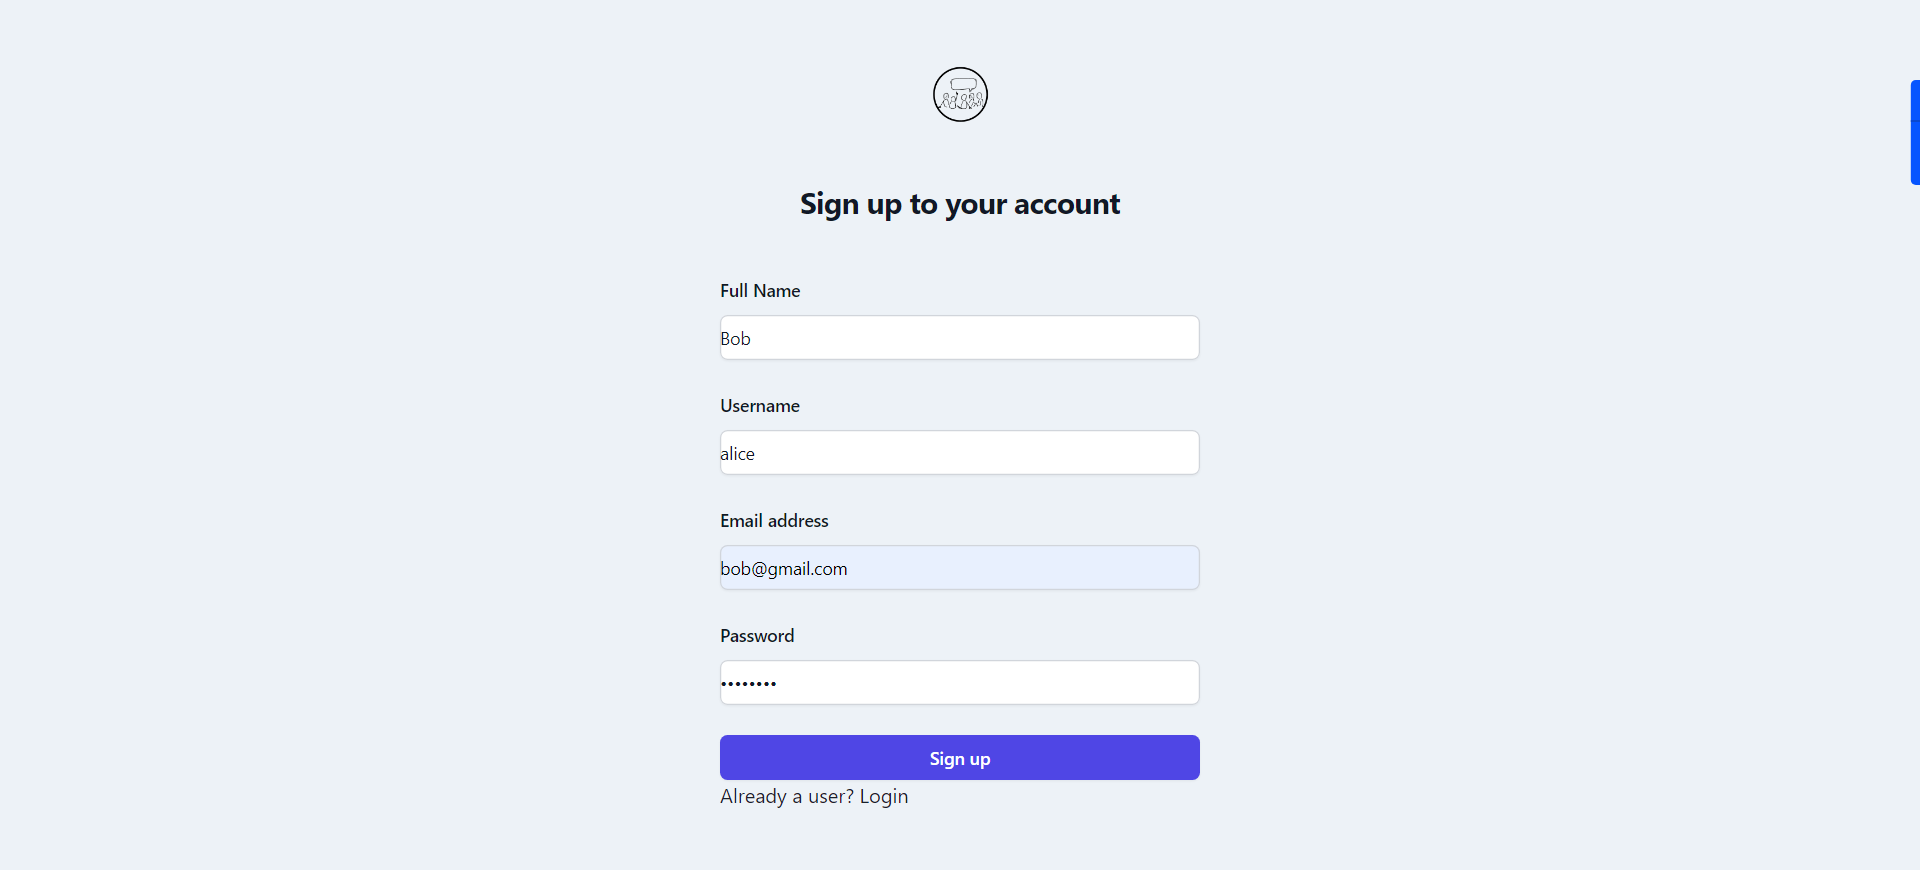 Sign up to your account
Full Name
Bob
Username
alice
Email address
bob@gmail.com
Password
••••••••
Sign up
Already a user? Login